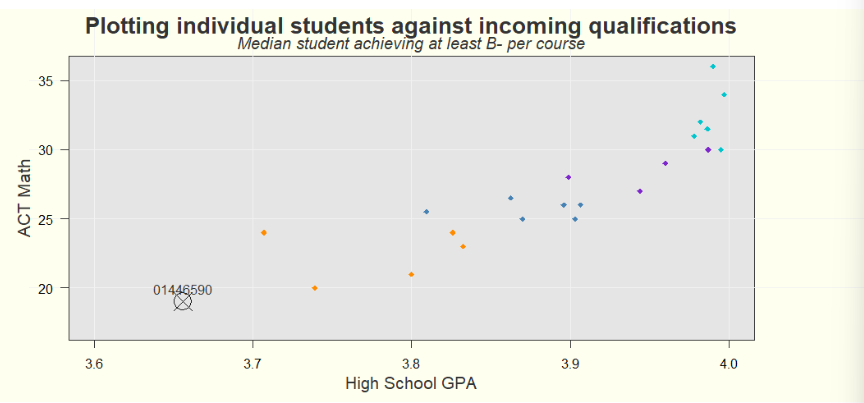 Plotting individual students against incoming qualifications
Median student achieving at least B- per course
35
30
25
20
ACT Math
01446590
3.6 3.7 3.8 3.9 4.0
High School GPA